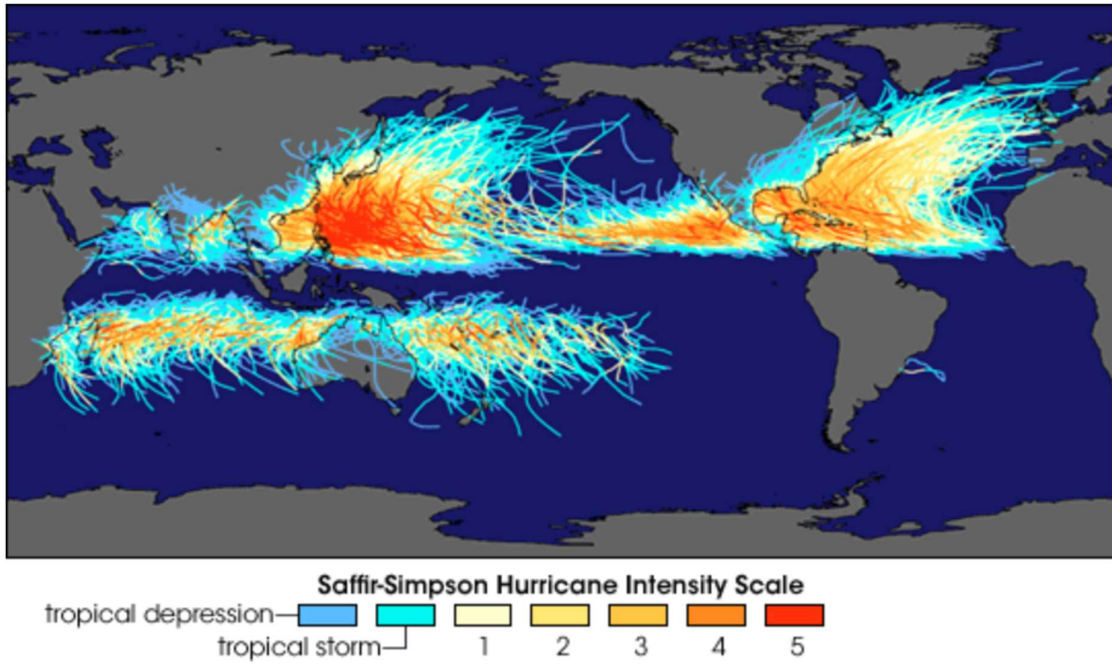 Saffir-Simpson Hurricane Intensity Scale
tropical depression
tropical storm
1 2 3 4 5